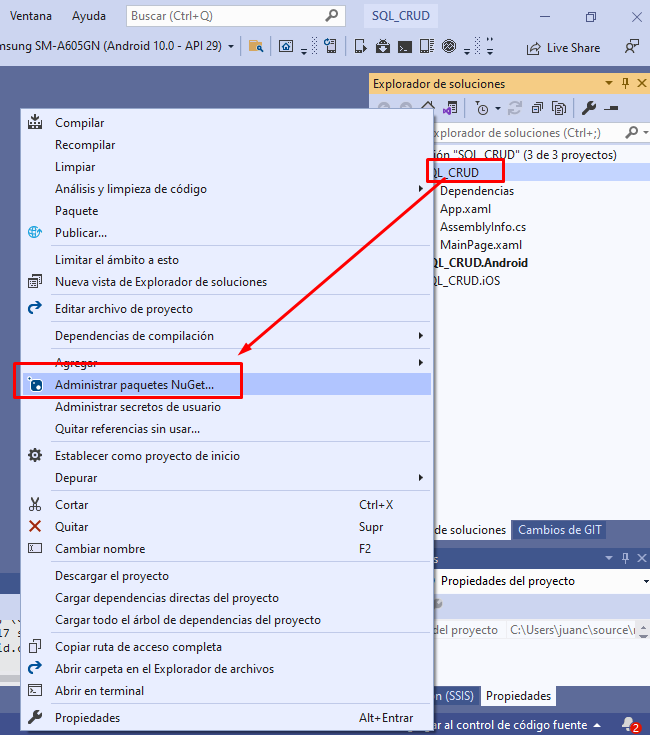 Ventana Ayuda Buscar (Ctrl+Q) SQL_CRUD
msung SM-A605GN (Android 10.0 - API 29) Live Share
Explorador de soluciones
xplorador de soluciones (Ctrl+;)
ión "SQL_CRUD" (3 de 3 proyectos)
QL_CRUD
Dependencias
App.xaml
AssemblyInfo.cs
MainPage.xaml
QL_CRUD.Android
QL_CRUD.iOS
Compilar
Recompilar
Limpiar
Análisis y limpieza de código
Paquete
Publicar...
Limitar el ámbito a esto
Nueva vista de Explorador de soluciones
Editar archivo de proyecto
Dependencias de compilación
Agregar
Administrar paquetes NuGet...
Administrar secretos de usuario
Quitar referencias sin usar...
Establecer como proyecto de inicio
Depurar
Cortar Ctrl+X
Quitar Supr
Cambiar nombre F2
Descargar el proyecto
Cargar dependencias directas del proyecto
Cargar todo el árbol de dependencias del proyecto
Copiar ruta de acceso completa
Abrir carpeta en el Explorador de archivos
Abrir en terminal
Propiedades Alt+Entrar
de soluciones Cambios de GIT
s
Propiedades del proyecto
del proyecto C:\Users\juanc\source\
n (SSIS) Propiedades
gar al control de código fuente 2
17 s
id.c